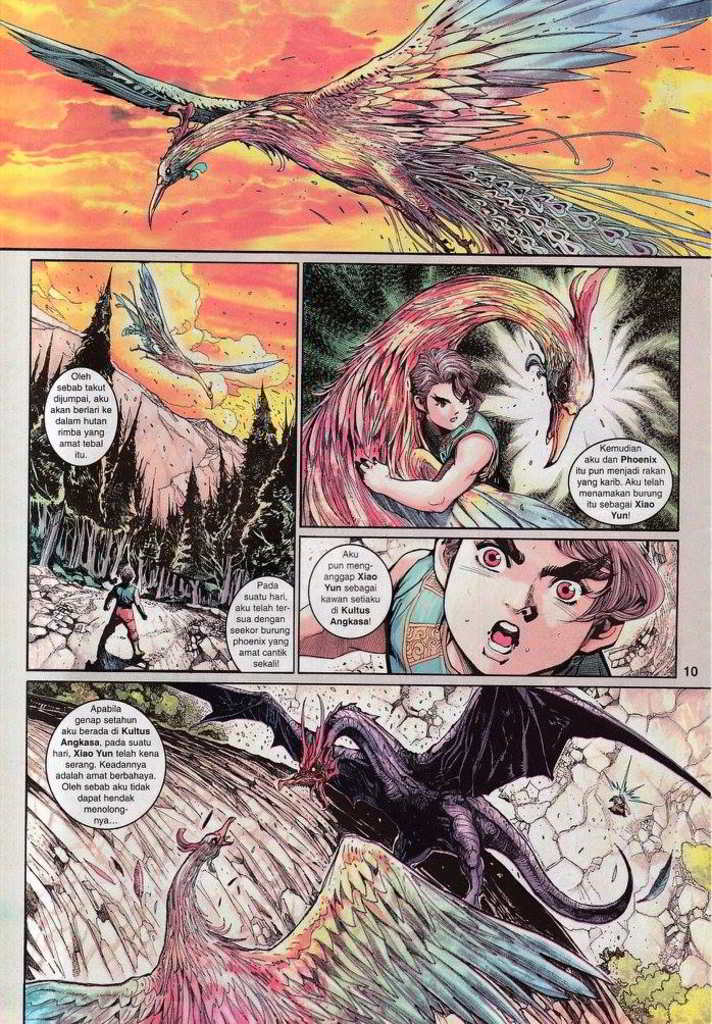 Oleh
sebab takut
dijumpai, aku
akan berlari ke
dalam hutan
rimba yang
amat tebal
itu.
Pada
suatu hari,
aku telah ter-
sua dengan
seekor burung
phoenix yang
amat cantik
sekali!
Kemudian
aku dan Phoenix
itu pun menjadi rakan
yang karib. Aku telah
menamakan burung
itu sebagai Xiao
Yun!
Aku
pun meng-
anggap Xiao
Yun sebagai
kawan setiaku
di Kultus
Angkasa!
10
Apabila
genap setahun
aku berada di Kultus
Angkasa, pada suatu
hari, Xiao Yun telah kena
serang. Keadannya
adalah amat berbahaya.
Oleh sebab aku tidak
dapat hendak
menolong-
nya...